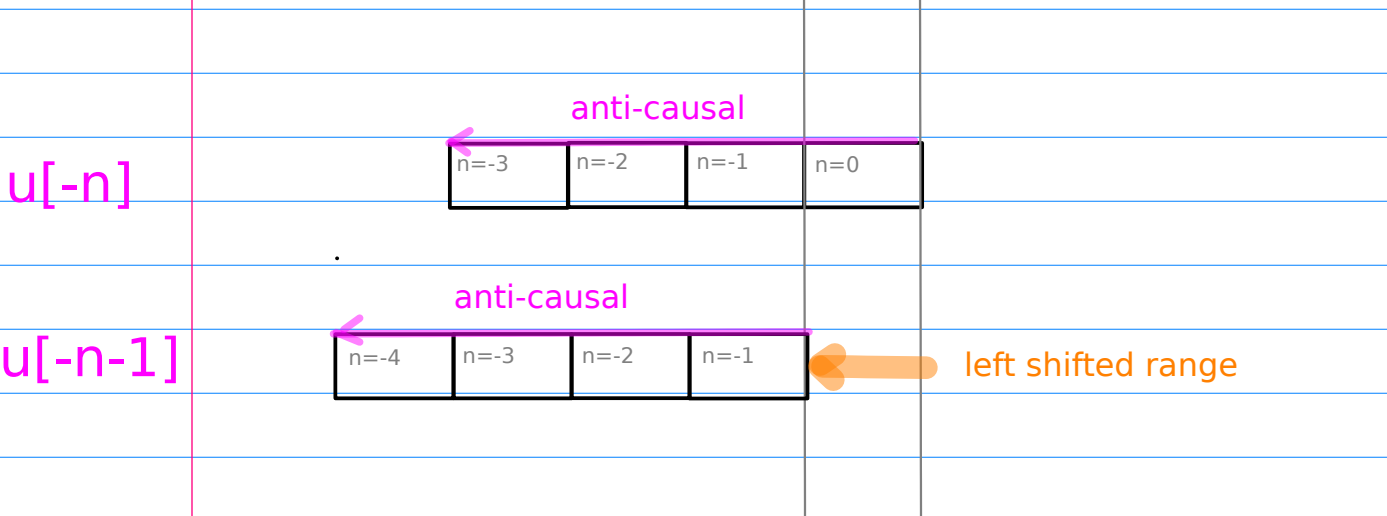 anti-causal
u[-n]
n=-3 n=-2 n=-1 n=0
anti-causal
u[-n-1]
n=-4 n=-3 n=-2 n=-1
left shifted range